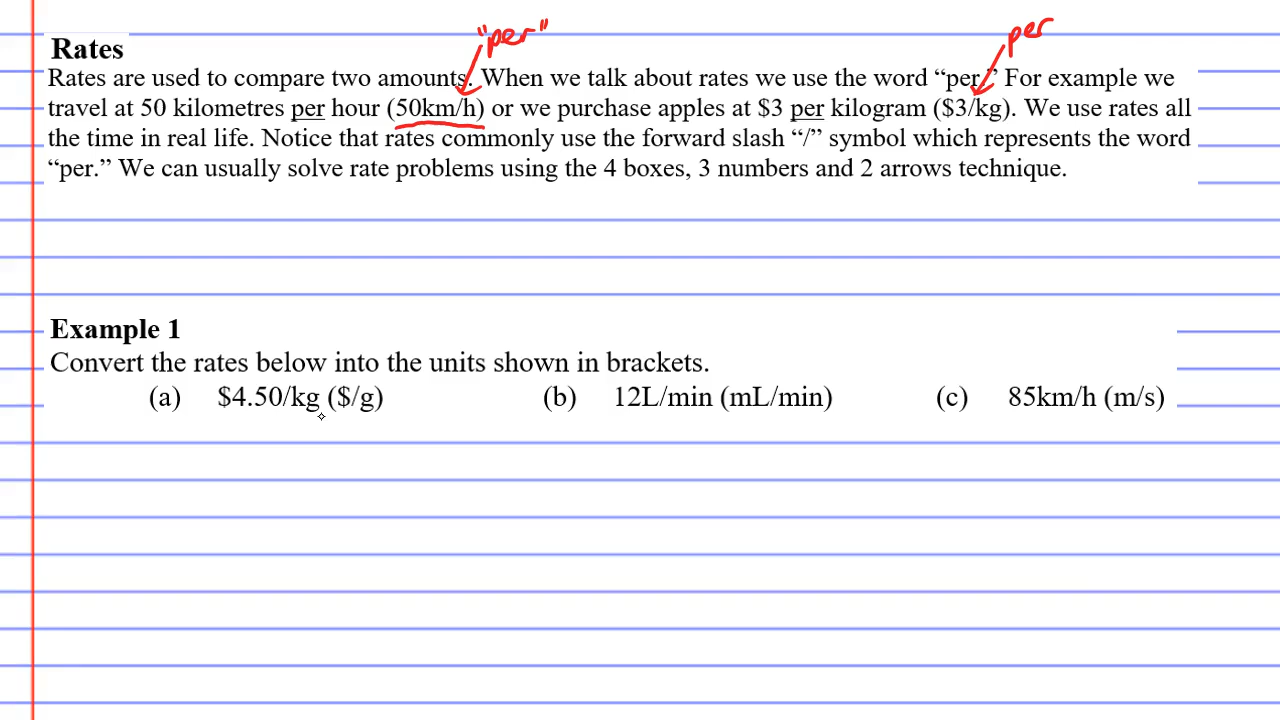 "per" per
Rates
Rates are used to compare two amounts. When we talk about rates we use the word “per.” For example we
travel at 50 kilometres per hour (50km/h) or we purchase apples at $3 per kilogram ($3/kg). We use rates all
the time in real life. Notice that rates commonly use the forward slash “/” symbol which represents the word
“per.” We can usually solve rate problems using the 4 boxes, 3 numbers and 2 arrows technique.
Example 1
Convert the rates below into the units shown in brackets.
(a) $4.50/kg ($/g) (b) 12L/min (mL/min) (c) 85km/h (m/s)